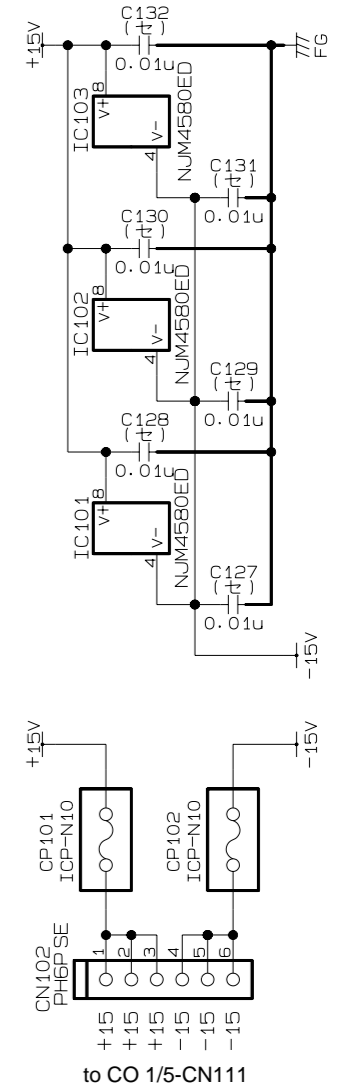 +15V
C132
(セ)
0.01u
FG
IC103
8
V+
V-
4
NJM4580ED
C131
(セ)
0.01u
C130
(セ)
0.01u
IC102
8
V+
V-
4
NJM4580ED
C129
(セ)
0.01u
C128
(セ)
0.01u
IC101
8
V+
V-
4
NJM4580ED
C127
(セ)
0.01u
-15V
+15V
-15V
CP101
ICP-N10
CP102
ICP-N10
CN102
PH6P SE
1
2
3
4
5
6
+15
+15
+15
-15
-15
-15
to CO 1/5-CN111